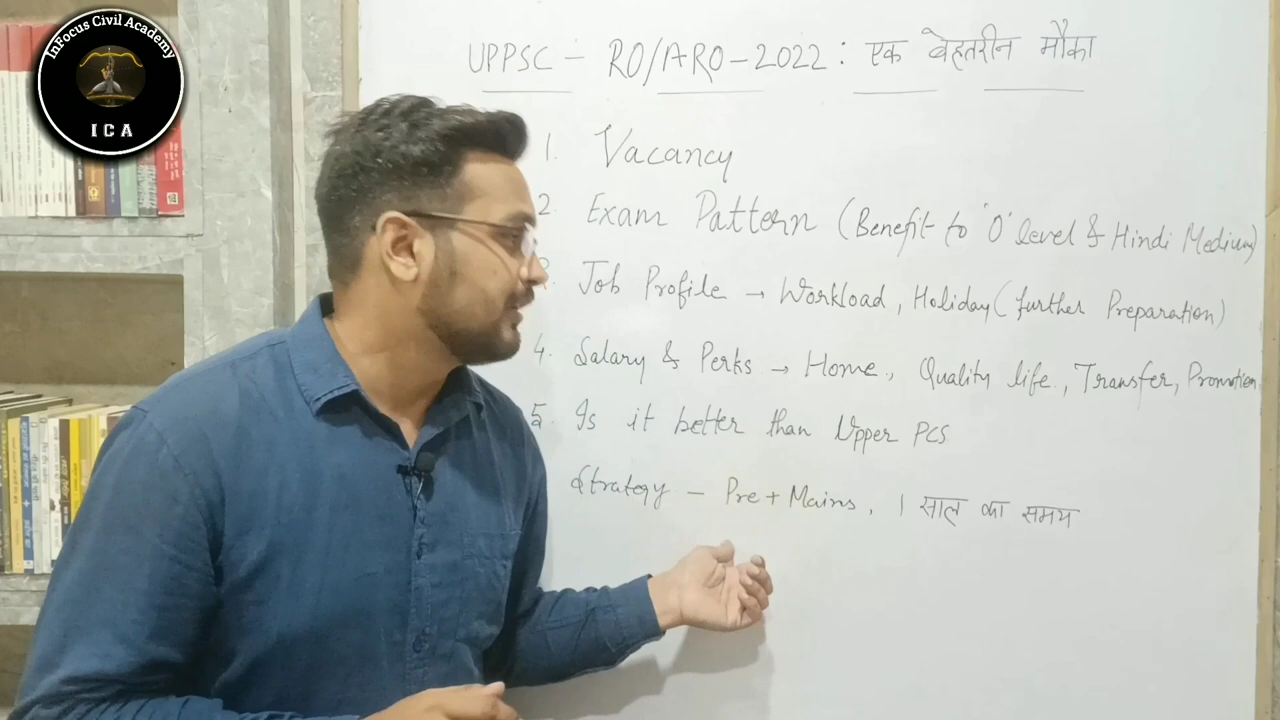 InFocus Civil Academy
ICA
UPPSC - RO/ARO-2022: एक बेहतरीन मौका
1. Vacancy
2 Exam Pattern (Benefit to 'O' level & Hindi Medium)
Job Profile → Workload, Holiday (further Preparation)
4. Salary & Perks → Home, Quality life, Transfer, Promotion
5. Is it better than Upper PCS
Strategy - Pre + Mains, 1 साल का समय